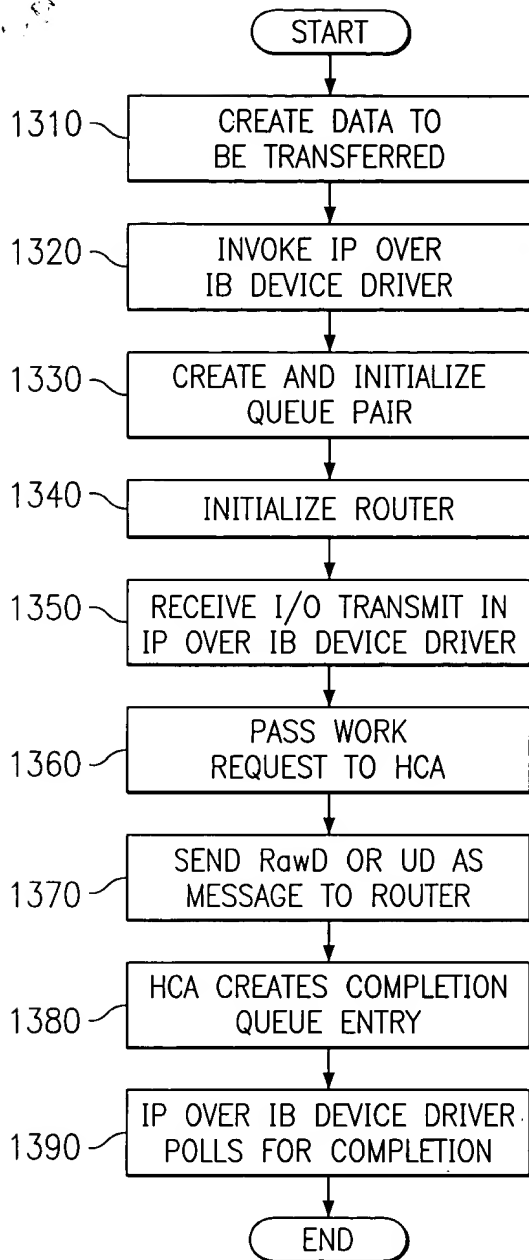 START
1310
CREATE DATA TO
BE TRANSFERRED
1320
INVOKE IP OVER
IB DEVICE DRIVER
1330
CREATE AND INITIALIZE
QUEUE PAIR
1340
INITIALIZE ROUTER
1350
RECEIVE I/O TRANSMIT IN
IP OVER IB DEVICE DRIVER
1360
PASS WORK
REQUEST TO HCA
1370
SEND RawD OR UD AS
MESSAGE TO ROUTER
1380
HCA CREATES COMPLETION
QUEUE ENTRY
1390
IP OVER IB DEVICE DRIVER
POLLS FOR COMPLETION
END